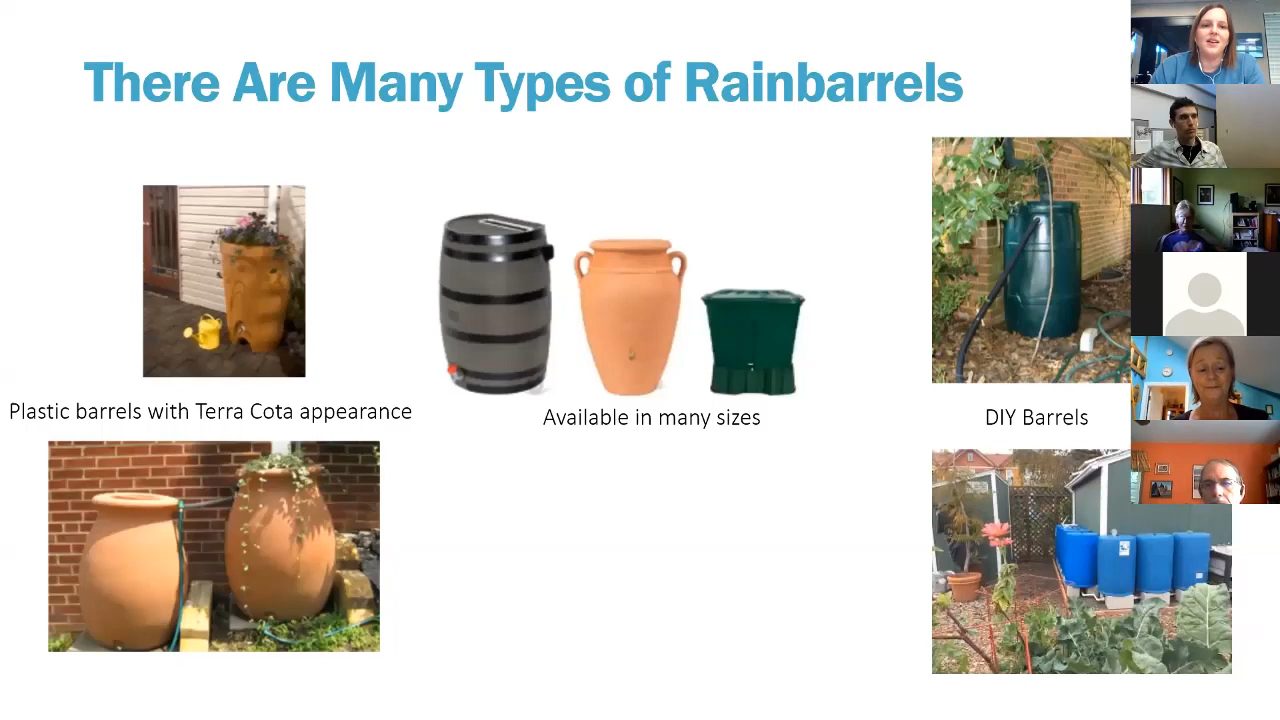 There Are Many Types of Rainbarrels
Plastic barrels with Terra Cota appearance
Available in many sizes
DIY Barrels